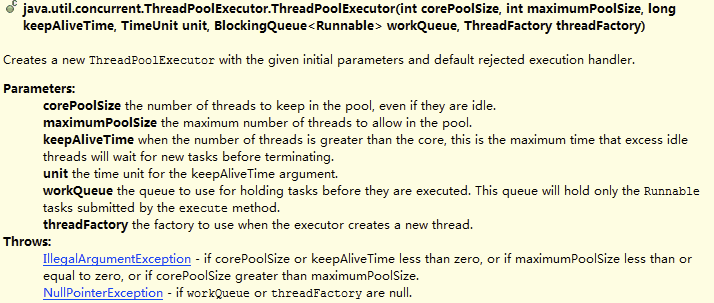 java.util.concurrent.ThreadPoolExecutor.ThreadPoolExecutor(int corePoolSize, int maximumPoolSize, long
keepAliveTime, TimeUnit unit, BlockingQueue<Runnable> workQueue, ThreadFactory threadFactory)
Creates a new ThreadPoolExecutor with the given initial parameters and default rejected execution handler.
Parameters:
corePoolSize the number of threads to keep in the pool, even if they are idle.
maximumPoolSize the maximum number of threads to allow in the pool.
keepAliveTime when the number of threads is greater than the core, this is the maximum time that excess idle
threads will wait for new tasks before terminating.
unit the time unit for the keepAliveTime argument.
workQueue the queue to use for holding tasks before they are executed. This queue will hold only the Runnable
tasks submitted by the execute method.
threadFactory the factory to use when the executor creates a new thread.
Throws:
IllegalArgumentException - if corePoolSize or keepAliveTime less than zero, or if maximumPoolSize less than or
equal to zero, or if corePoolSize greater than maximumPoolSize.
NullPointerException - if workQueue or threadFactory are null.